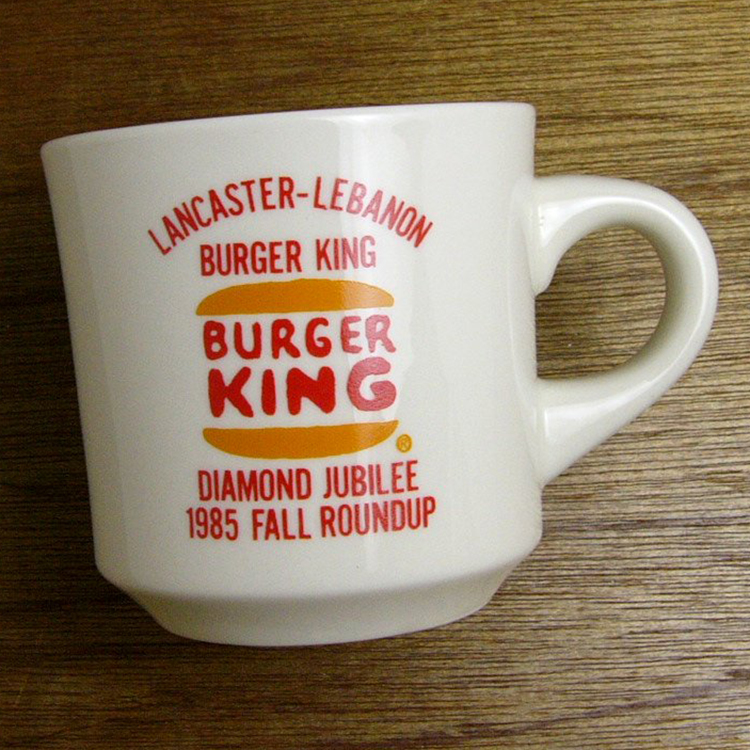 LANCASTER-LEBANON
BURGER KING
BURGER
KING
®
DIAMOND JUBILEE
1985 FALL ROUNDUP